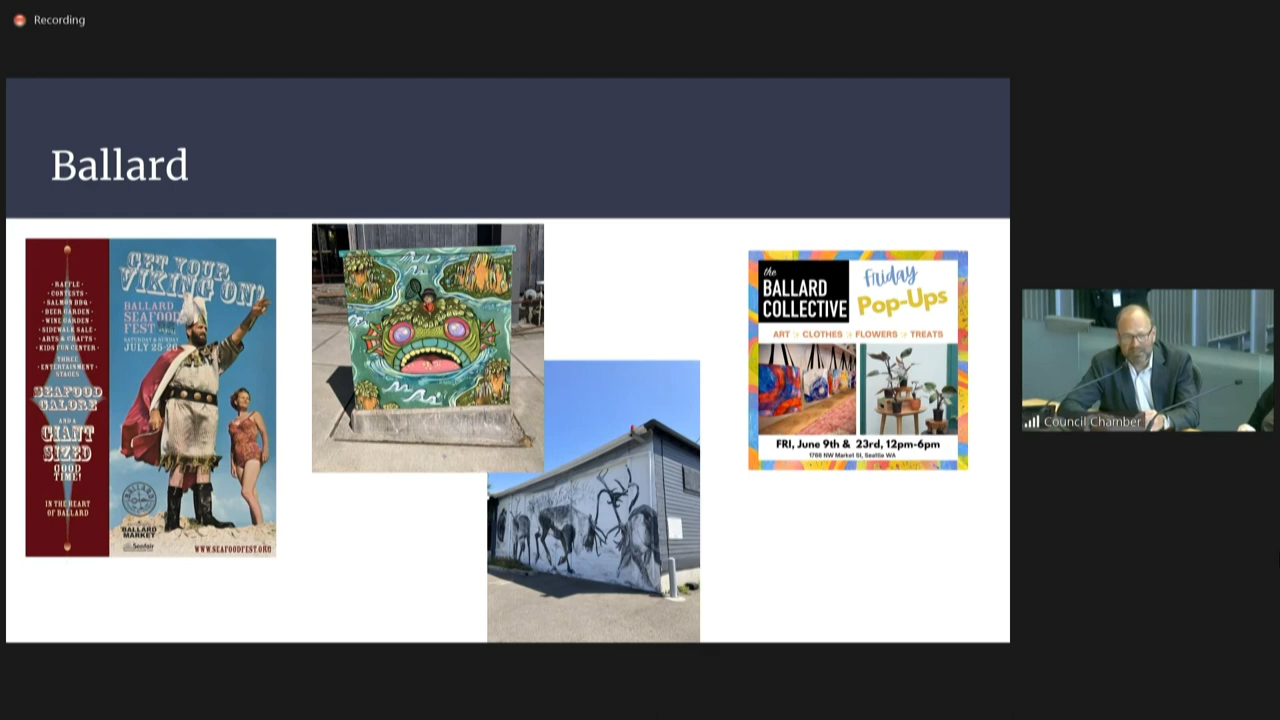 Recording
Ballard
· RAFFLE ·
· CONTESTS ·
· SALMON BBQ ·
· BEER GARDEN ·
· WINE GARDEN ·
· SIDEWALK SALE ·
· ARTS & CRAFTS ·
· KIDS FUN CENTER ·
THREE
· ENTERTAINMENT ·
STAGES
SEAFOOD
GALORE
AND A
GIANT
SIZED
GOOD
TIME!
IN THE HEART
OF BALLARD
GET YOUR
VIKING ON!
BALLARD
SEAFOOD
FEST
SATURDAY & SUNDAY
JULY 25-26
BALLARD
BALLARD
MARKET
Seafair
WWW.SEAFOODFEST.ORG
the
BALLARD
COLLECTIVE
Friday
Pop-Ups
ART CLOTHES FLOWERS TREATS
FRI, June 9th & 23rd, 12pm-6pm
1766 NW Market St, Seattle WA
Council Chamber